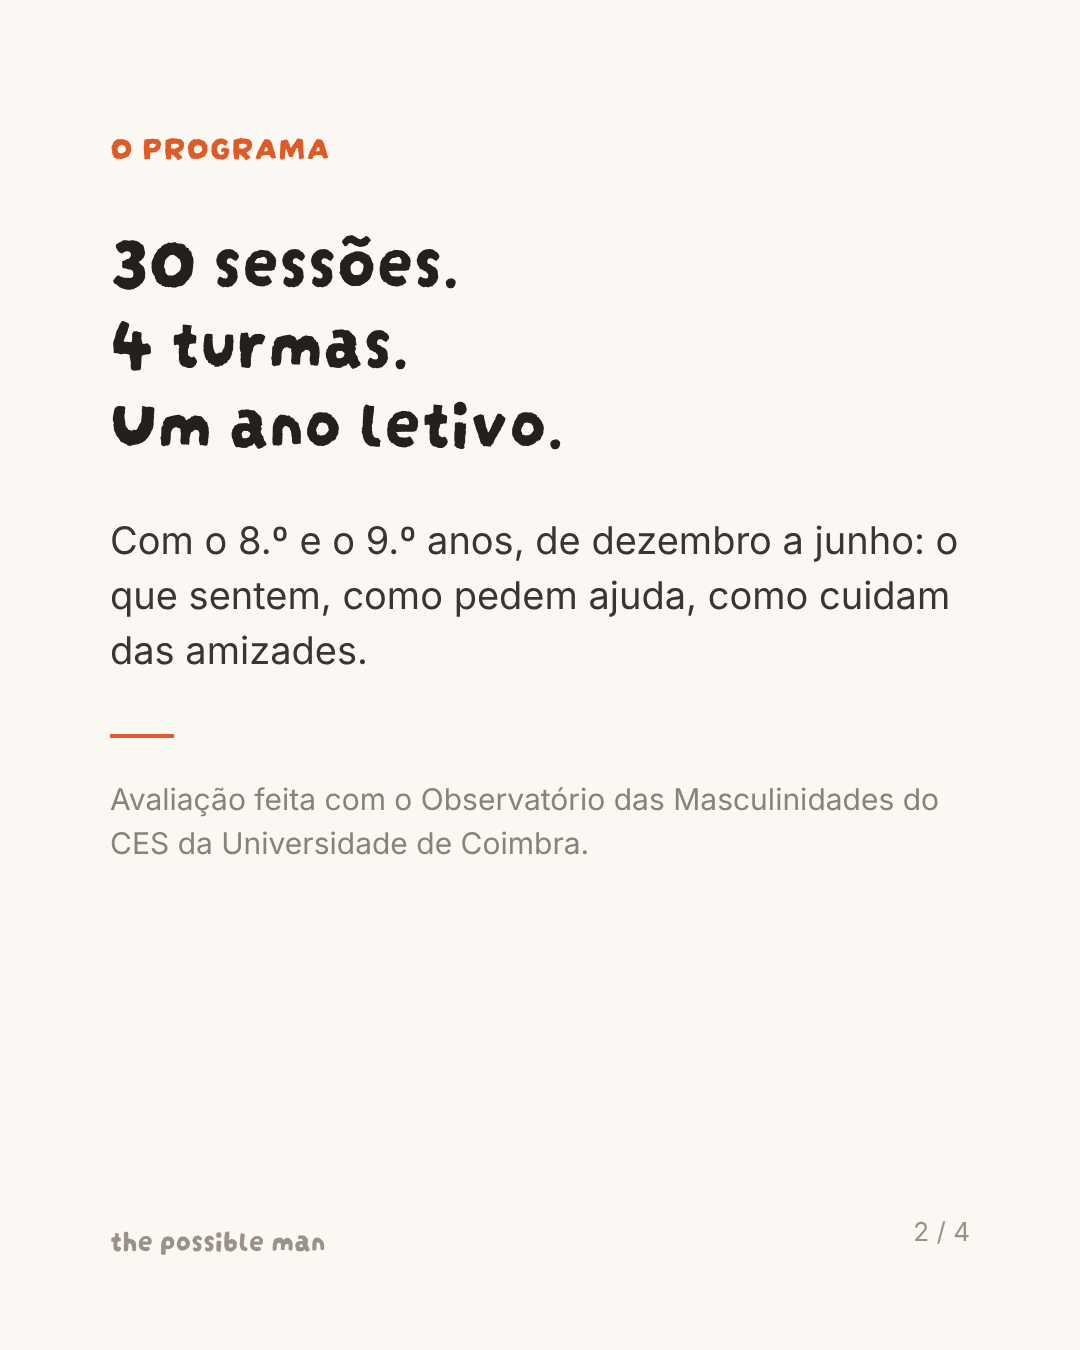 O PROGRAMA
30 sessões.
4 turmas.
Um ano letivo.
Com o 8.º e o 9.º anos, de dezembro a junho: o
que sentem, como pedem ajuda, como cuidam
das amizades.
Avaliação feita com o Observatório das Masculinidades do
CES da Universidade de Coimbra.
the possible man
2 / 4